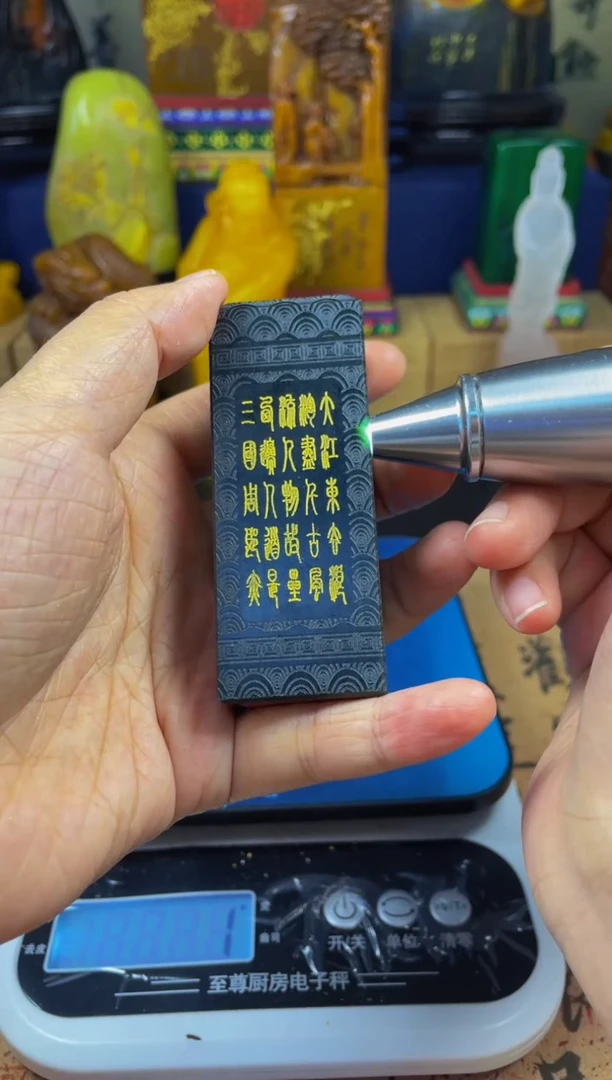 大江東去浪
淘盡千古風
流人物故壘
西邊人道是
三國周郎赤
开/关
单位
清零
至尊厨房电子秤